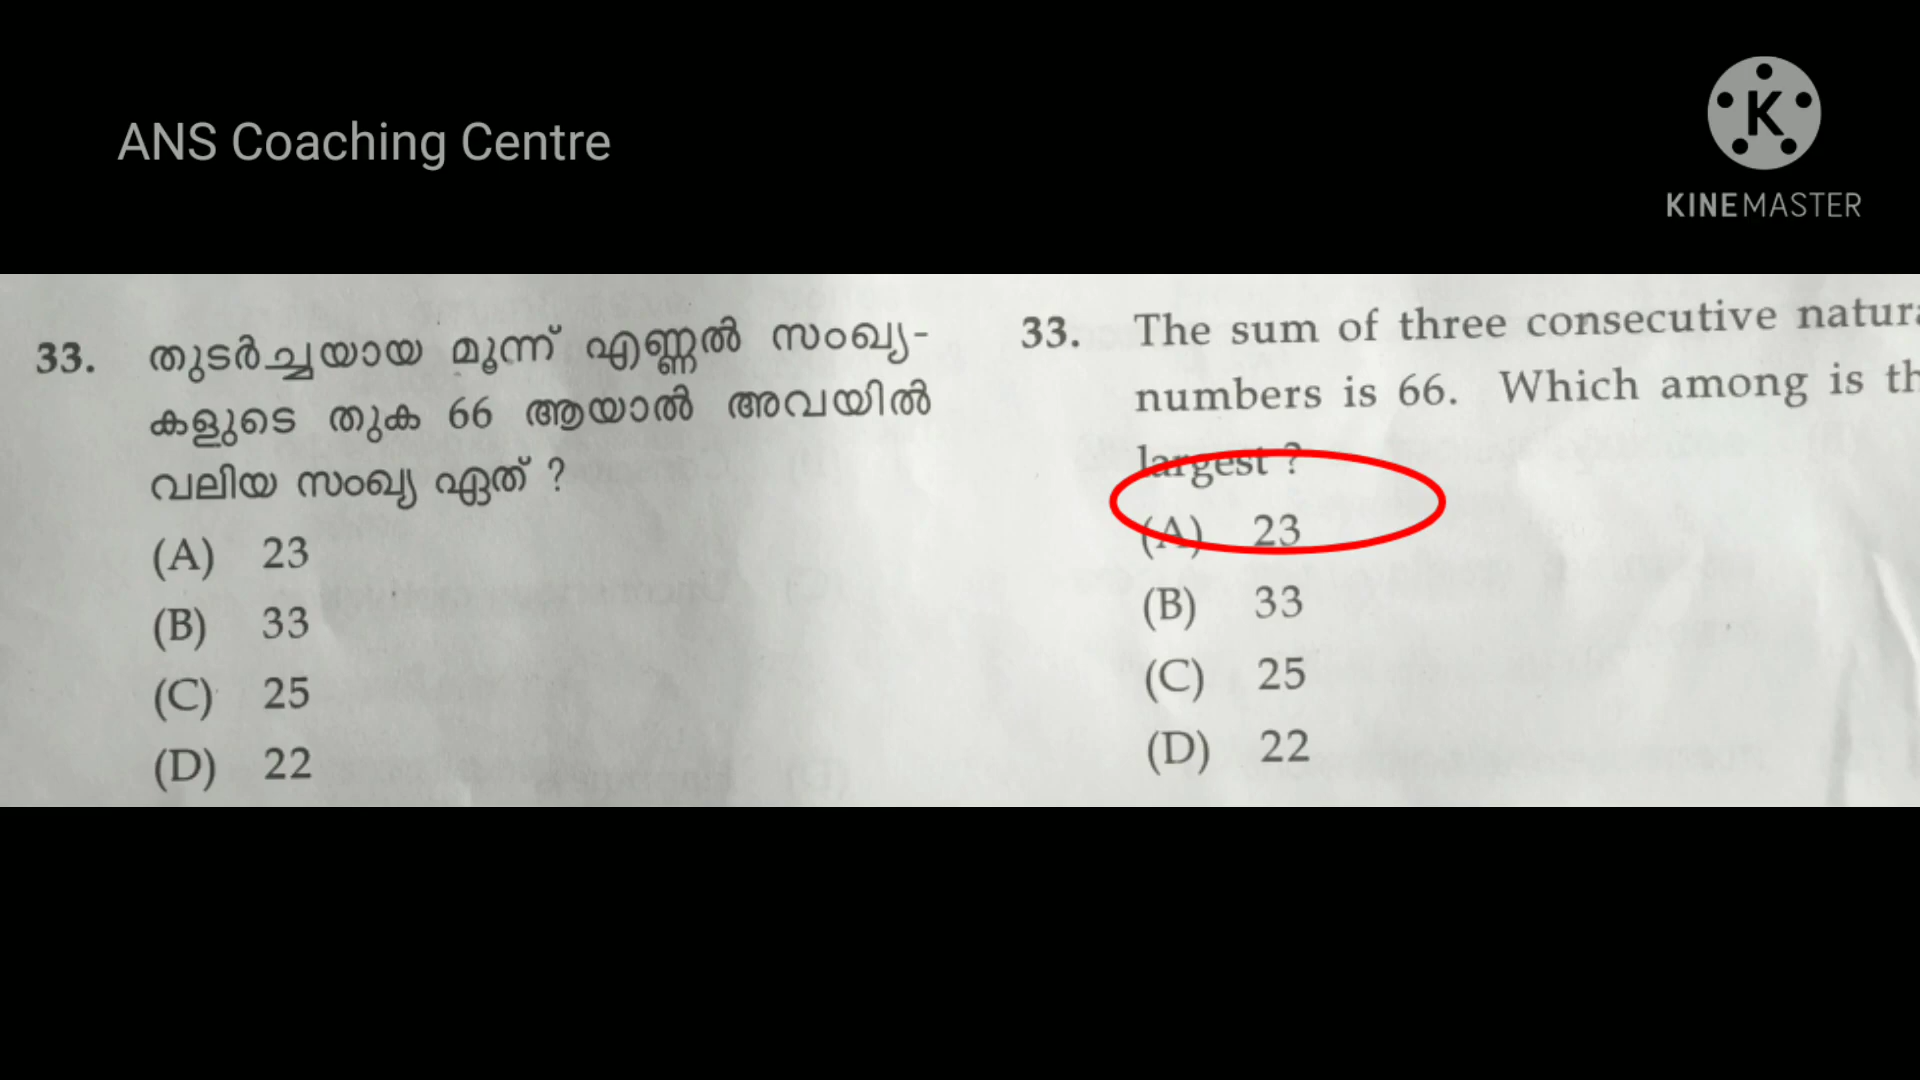 ANS Coaching Centre
K
KINEMASTER
33. തുടർച്ചയായ മൂന്ന് എണ്ണൽ സംഖ്യ-
കളുടെ തുക 66 ആയാൽ അവയിൽ
വലിയ സംഖ്യ ഏത് ?
(A) 23
(B) 33
(C) 25
(D) 22
33. The sum of three consecutive natura
numbers is 66. Which among is th
largest ?
(A) 23
(B) 33
(C) 25
(D) 22